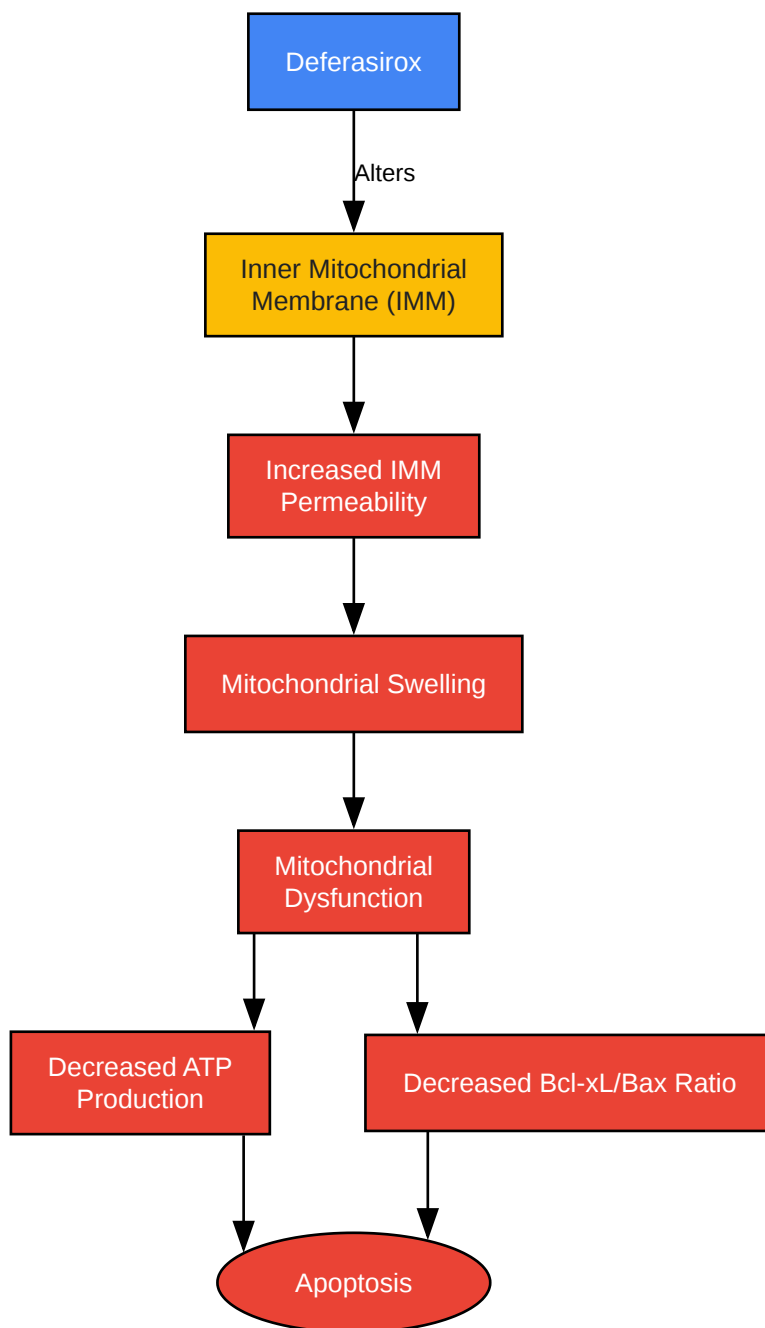 Deferasirox
Alters
Inner Mitochondrial
Membrane (IMM)
Increased IMM
Permeability
Mitochondrial Swelling
Mitochondrial
Dysfunction
Decreased ATP
Production
Decreased Bcl-xL/Bax Ratio
Apoptosis